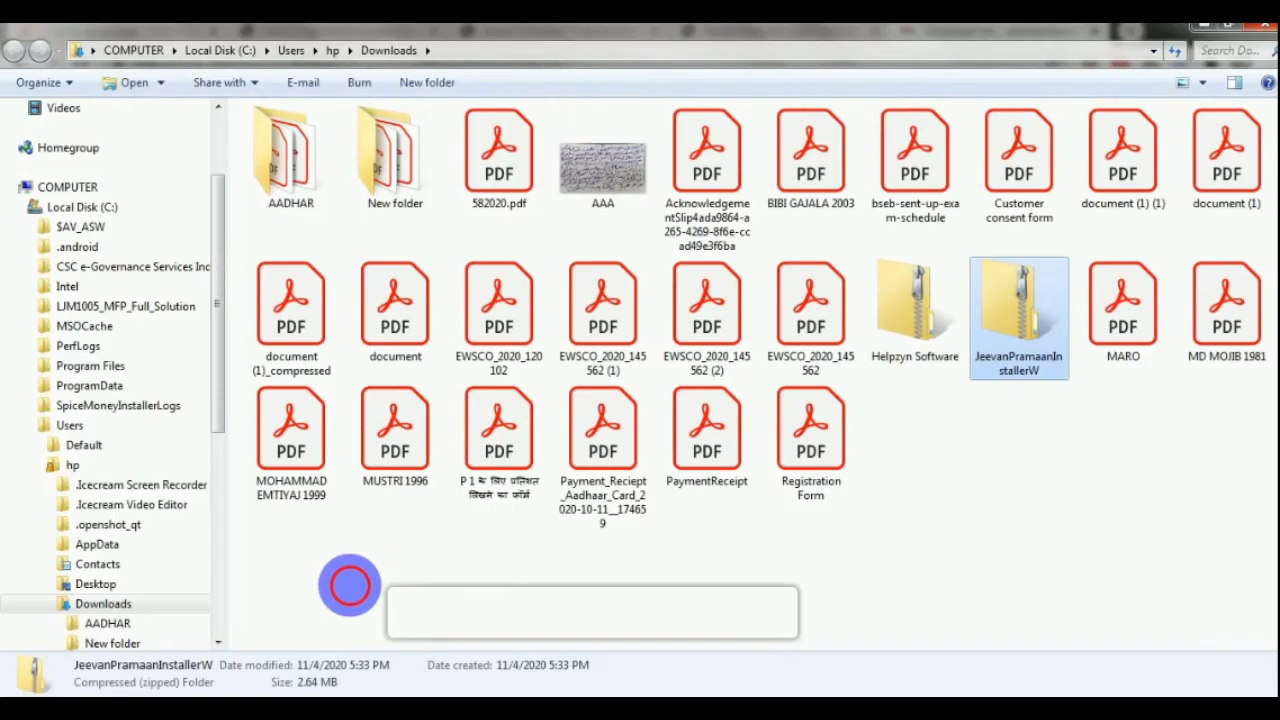 COMPUTER Local Disk (C:) Users hp Downloads
Search Do...
Organize Open Share with E-mail Burn New folder
Videos
Homegroup
COMPUTER
Local Disk (C:)
$AV_ASW
.android
CSC e-Governance Services Inc
Intel
LJM1005_MFP_Full_Solution
MSOCache
PerfLogs
Program Files
ProgramData
SpiceMoneyInstallerLogs
Users
Default
hp
.Icecream Screen Recorder
.Icecream Video Editor
.openshot_qt
AppData
Contacts
Desktop
Downloads
AADHAR
New folder
AADHAR
New folder
PDF
582020.pdf
AAA
PDF
Acknowledgeme
ntSlip4ada9864-a
265-4269-8f6e-cc
ad49e3f6ba
PDF
BIBI GAJALA 2003
PDF
bseb-sent-up-exa
m-schedule
PDF
Customer
consent form
PDF
document (1) (1)
PDF
document (1)
PDF
document
(1)_compressed
PDF
document
PDF
EWSCO_2020_120
102
PDF
EWSCO_2020_145
562 (1)
PDF
EWSCO_2020_145
562 (2)
PDF
EWSCO_2020_145
562
Helpzyn Software
JeevanPramaanIn
stallerW
PDF
MARO
PDF
MD MOJIB 1981
PDF
MOHAMMAD
EMTIYAJ 1999
PDF
MUSTRI 1996
PDF
P 1 के लिए प्रतिशत
लिखने का फॉर्म
PDF
Payment_Reciept
_Aadhaar_Card_2
020-10-11__17465
9
PDF
PaymentReceipt
PDF
Registration
Form
JeevanPramaanInstallerW Date modified: 11/4/2020 5:33 PM Date created: 11/4/2020 5:33 PM
Compressed (zipped) Folder Size: 2.64 MB